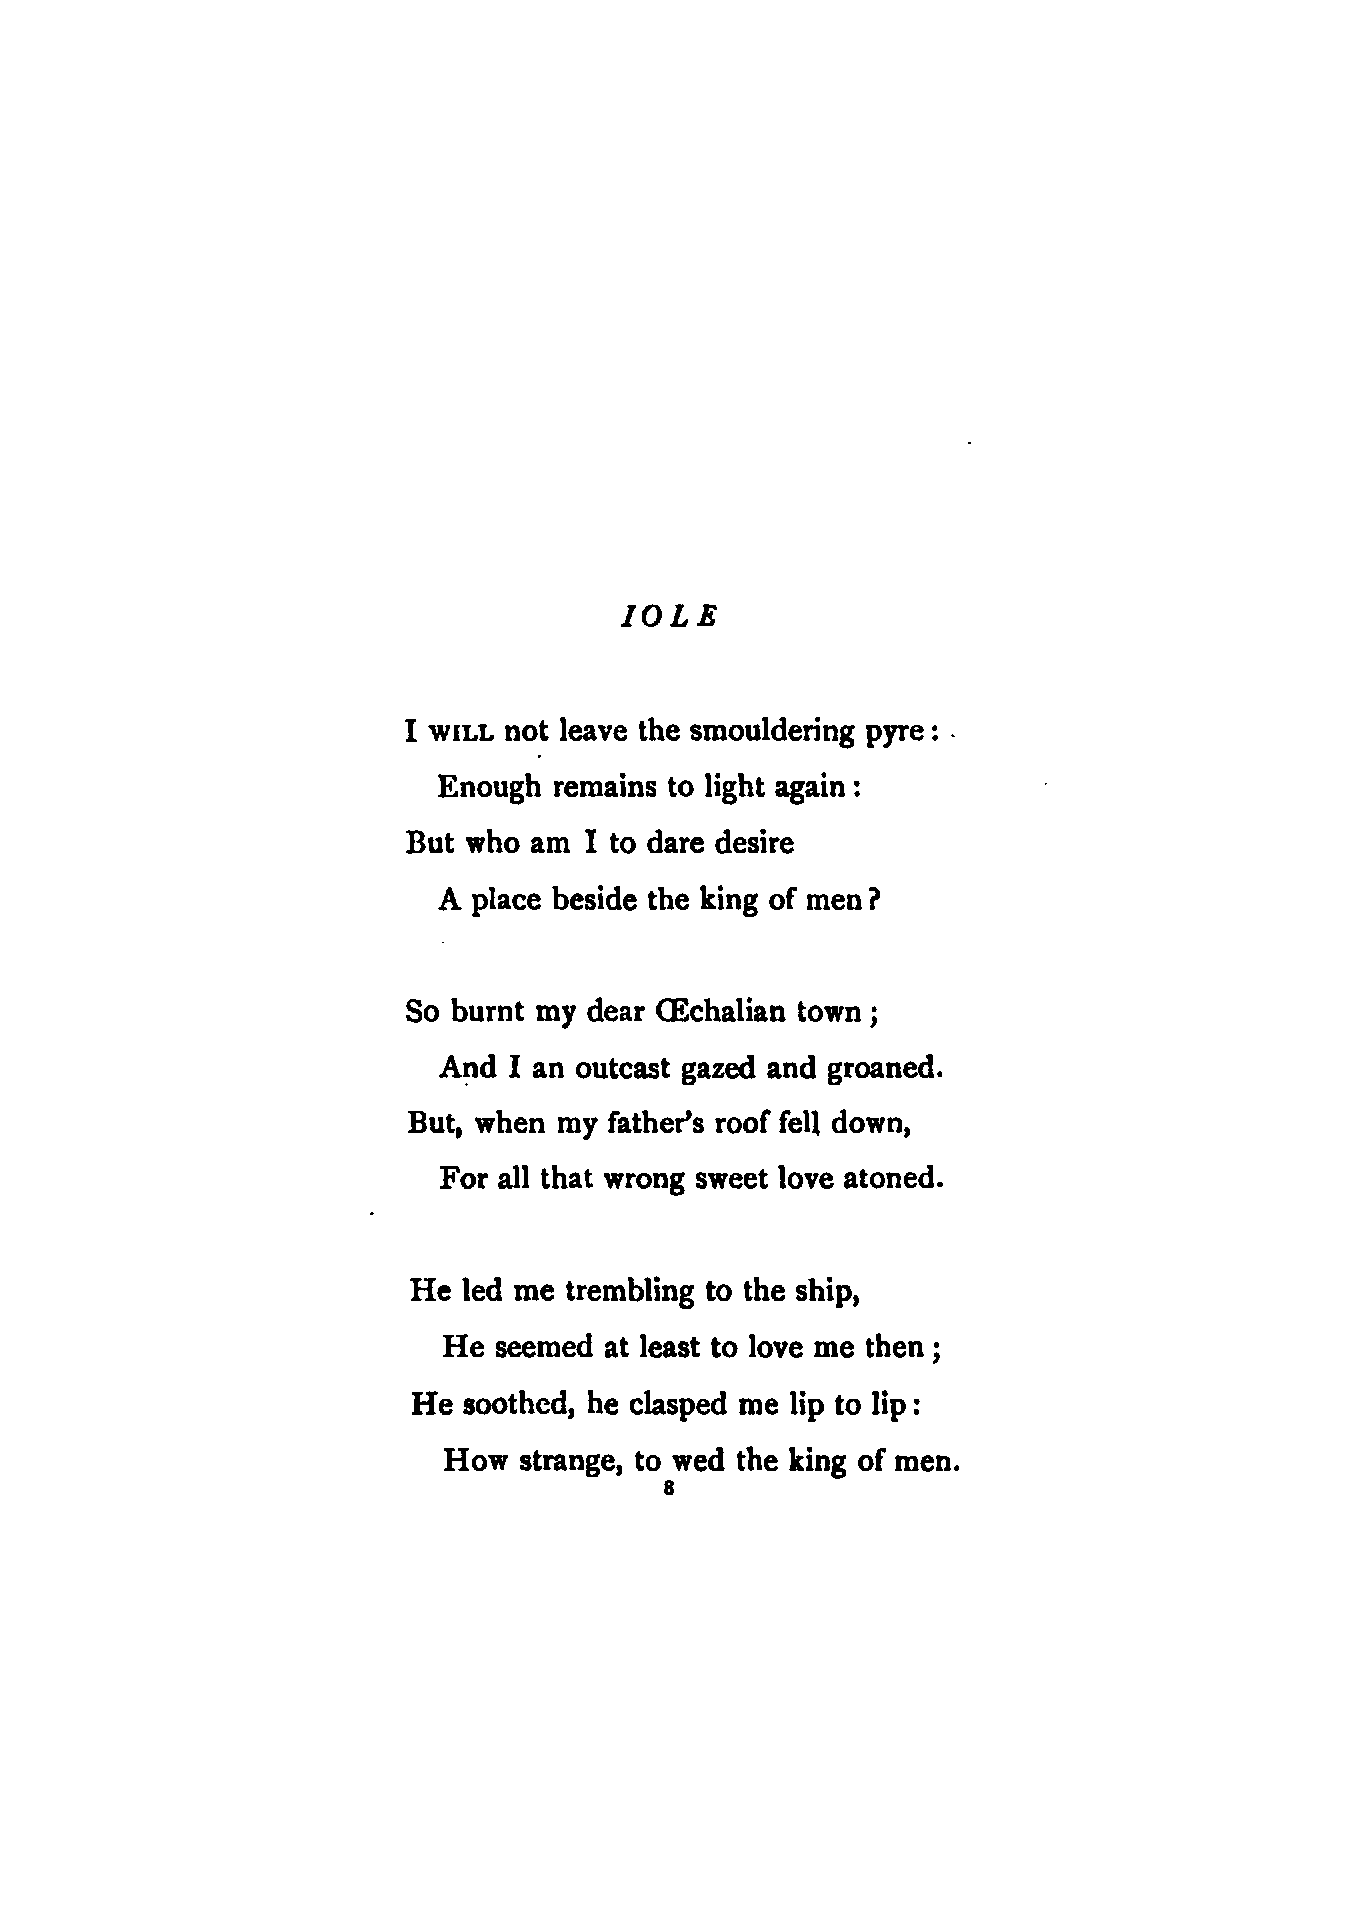 IOLE
I WILL not leave the smouldering pyre :
Enough remains to light again :
But who am I to dare desire
A place beside the king of men ?
So burnt my dear Œchalian town ;
And I an outcast gazed and groaned.
But, when my father's roof fell down,
For all that wrong sweet love atoned.
He led me trembling to the ship,
He seemed at least to love me then ;
He soothed, he clasped me lip to lip :
How strange, to wed the king of men.
8